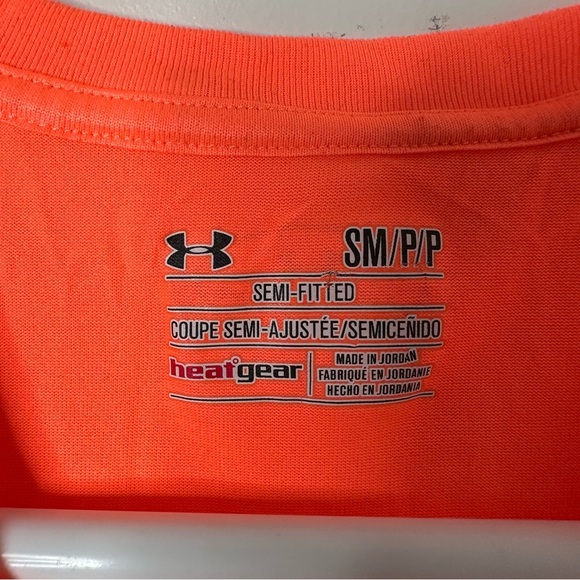 SM/P/P
SEMI-FITTED
COUPE SEMI-AJUSTÉE/SEMICEÑIDO
heatgear
MADE IN JORDAN
FABRIQUÉ EN JORDANIE
HECHO EN JORDANIA